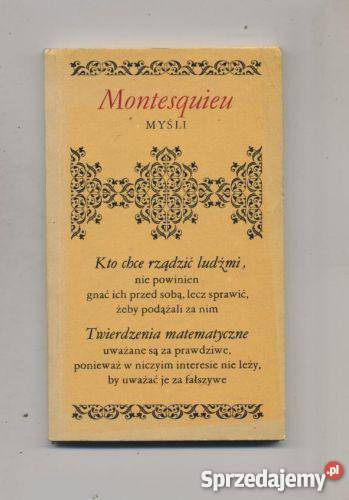 Montesquieu
MYŚLI
Kto chce rządzić ludźmi,
nie powinien
gnać ich przed sobą, lecz sprawić,
żeby podążali za nim
Twierdzenia matematyczne
uważane są za prawdziwe,
ponieważ w niczyim interesie nie leży,
by uważać je za fałszywe
Sprzedajemy.pl